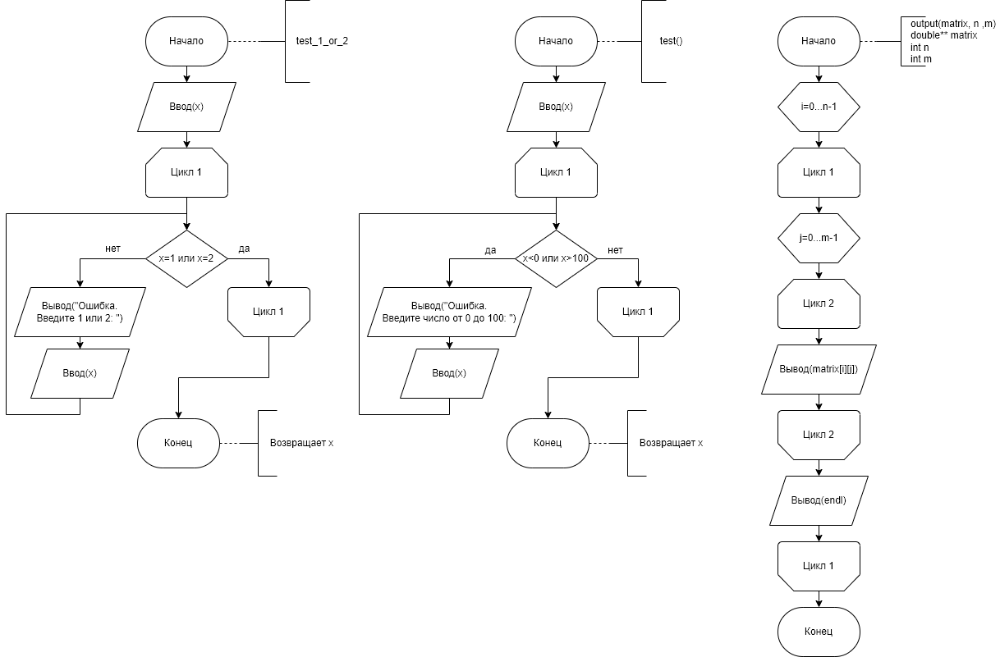 Начало
test_1_or_2
Ввод(x)
Цикл 1
x=1 или x=2
нет
да
Вывод("Ошибка.
Введите 1 или 2: ")
Цикл 1
Ввод(x)
Конец
Возвращает x
Начало
test()
Ввод(x)
Цикл 1
x<0 или x>100
да
нет
Вывод("Ошибка.
Введите число от 0 до 100: ")
Цикл 1
Ввод(x)
Конец
Возвращает x
Начало
output(matrix, n ,m)
double** matrix
int n
int m
i=0...n-1
Цикл 1
j=0...m-1
Цикл 2
Вывод(matrix[i][j])
Цикл 2
Вывод(endl)
Цикл 1
Конец